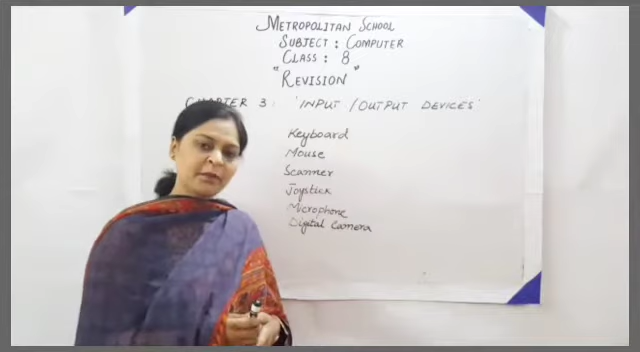 METROPOLITAN SCHOOL
SUBJECT : COMPUTER
CLASS : 8
"REVISION"
CHAPTER 3 : 'INPUT / OUTPUT DEVICES'
Keyboard
Mouse
Scanner
Joystick
Microphone
Digital Camera